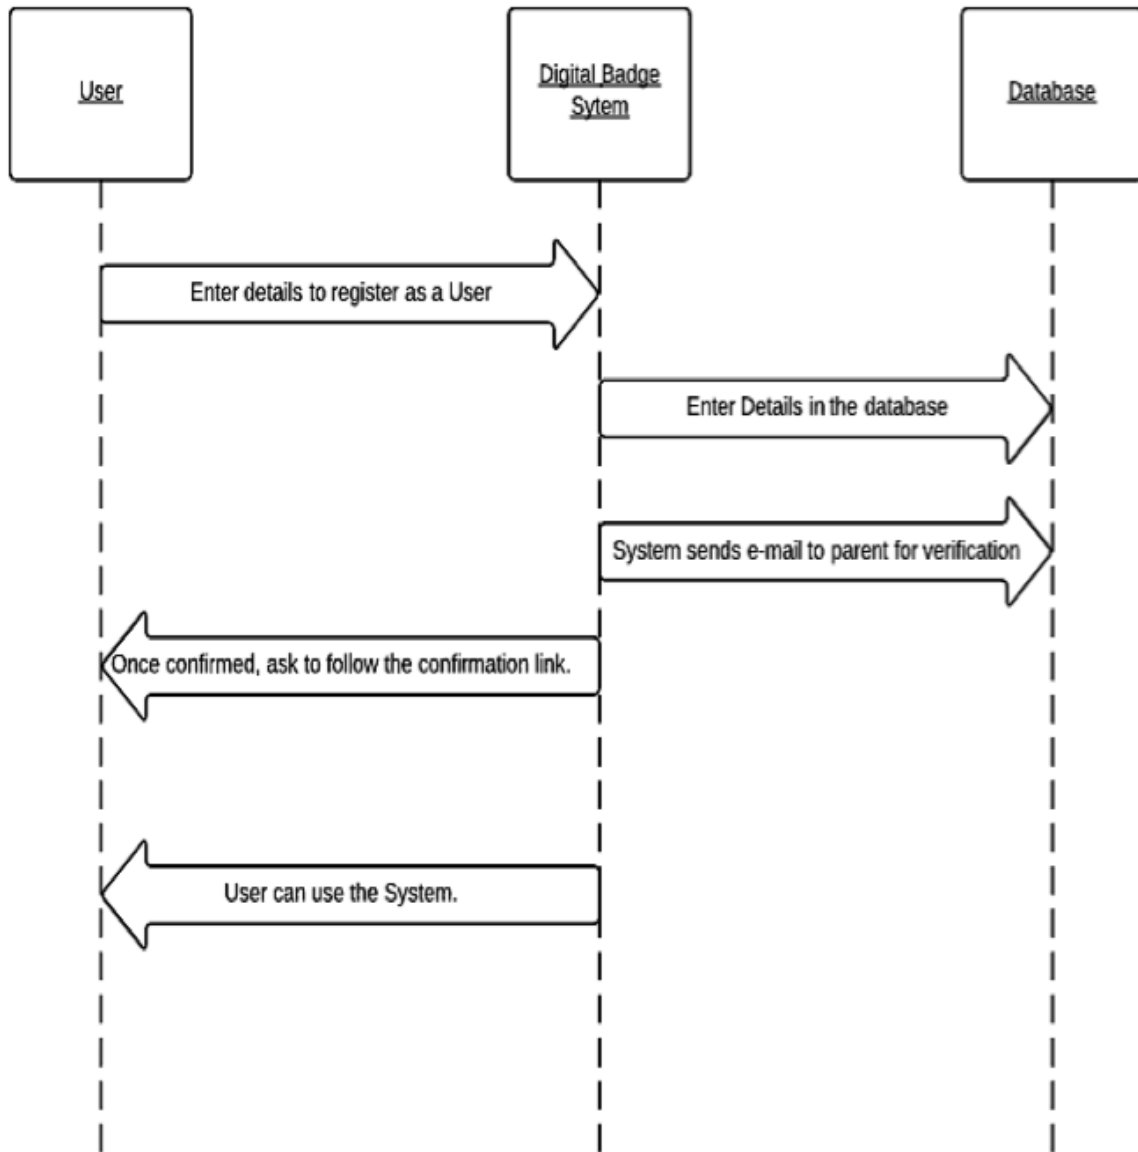 User
Digital Badge
Sytem
Database
Enter details to register as a User
Enter Details in the database
System sends e-mail to parent for verification
Once confirmed, ask to follow the confirmation link.
User can use the System.